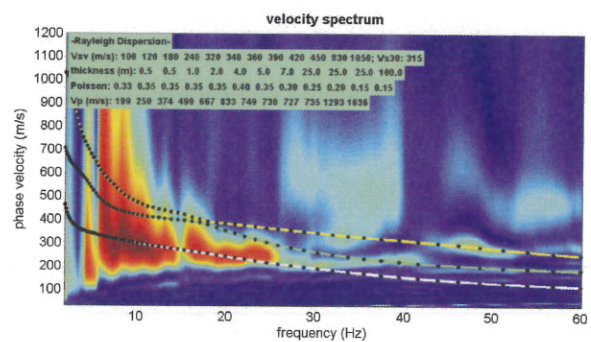 velocity spectrum
-Rayleigh Dispersion-
Vsv (m/s): 100 120 180 240 320 340 360 390 420 450 830 1050; Vs30: 315
thickness (m): 0.5 0.5 1.0 2.0 4.0 5.0 7.0 25.0 25.0 25.0 100.0
Poisson: 0.33 0.35 0.35 0.35 0.35 0.40 0.35 0.30 0.25 0.20 0.15 0.15
Vp (m/s): 199 250 374 499 667 833 749 730 727 735 1293 1636
1200
1100
1000
900
800
700
600
500
400
300
200
100
phase velocity (m/s)
10 20 30 40 50 60
frequency (Hz)